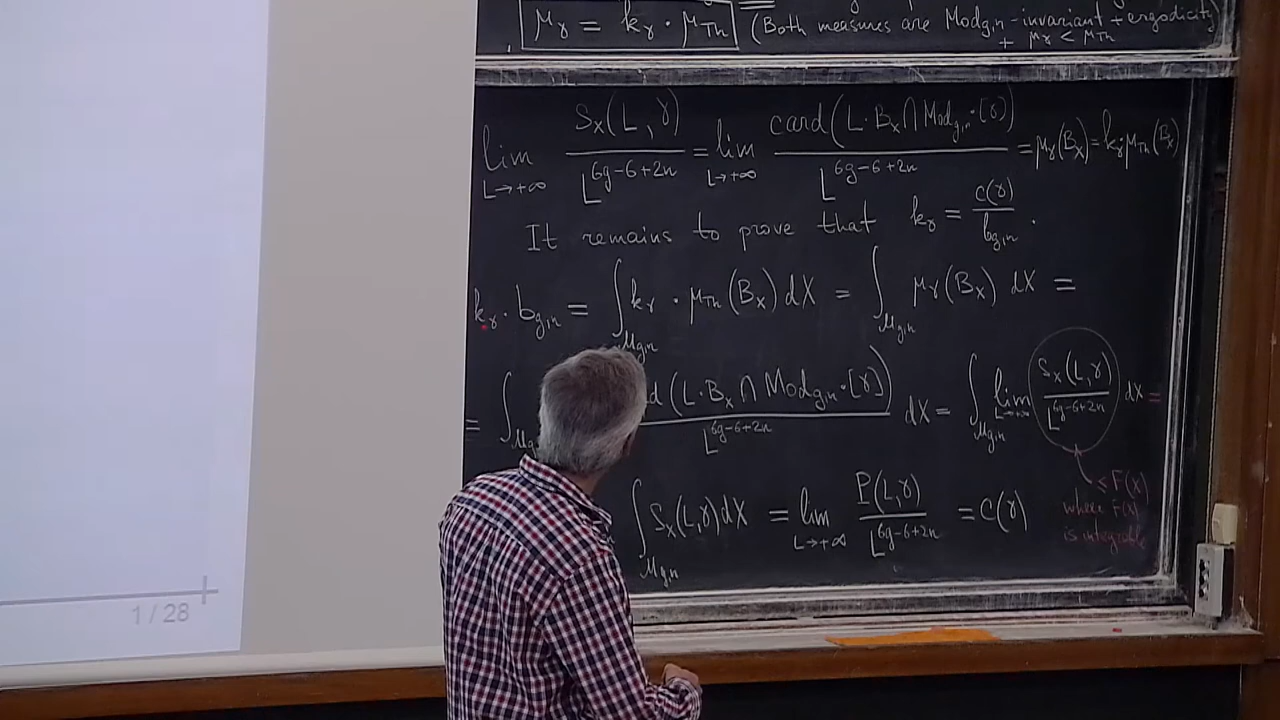 μ_γ = k_γ · μ_Th (Both measures are Mod_{g,n}-invariant + ergodicity)
+ μ_γ < μ_Th
lim_{L→+∞} S_X(L,γ) / L^{6g-6+2n} = lim_{L→+∞} card(L·B_X ∩ Mod_{g,n}·[γ]) / L^{6g-6+2n} = μ_γ(B_X) = k_γ·μ_Th(B_X)
It remains to prove that k_γ = c(γ) / b_{g,n} .
k_γ · b_{g,n} = ∫_{M_{g,n}} k_γ · μ_Th(B_X) dX = ∫_{M_{g,n}} μ_γ(B_X) dX =
= ∫ d(L·B_X ∩ Mod_{g,n}·[γ]) / L^{6g-6+2n} dX = ∫_{M_{g,n}} lim_{L→+∞} S_X(L,γ) / L^{6g-6+2n} dX =
∫_{M_{g,n}} S_X(L,γ) dX = lim_{L→+∞} P(L,γ) / L^{6g-6+2n} = c(γ)
≤ F(X)
where F(X)
is integrable
1 / 28